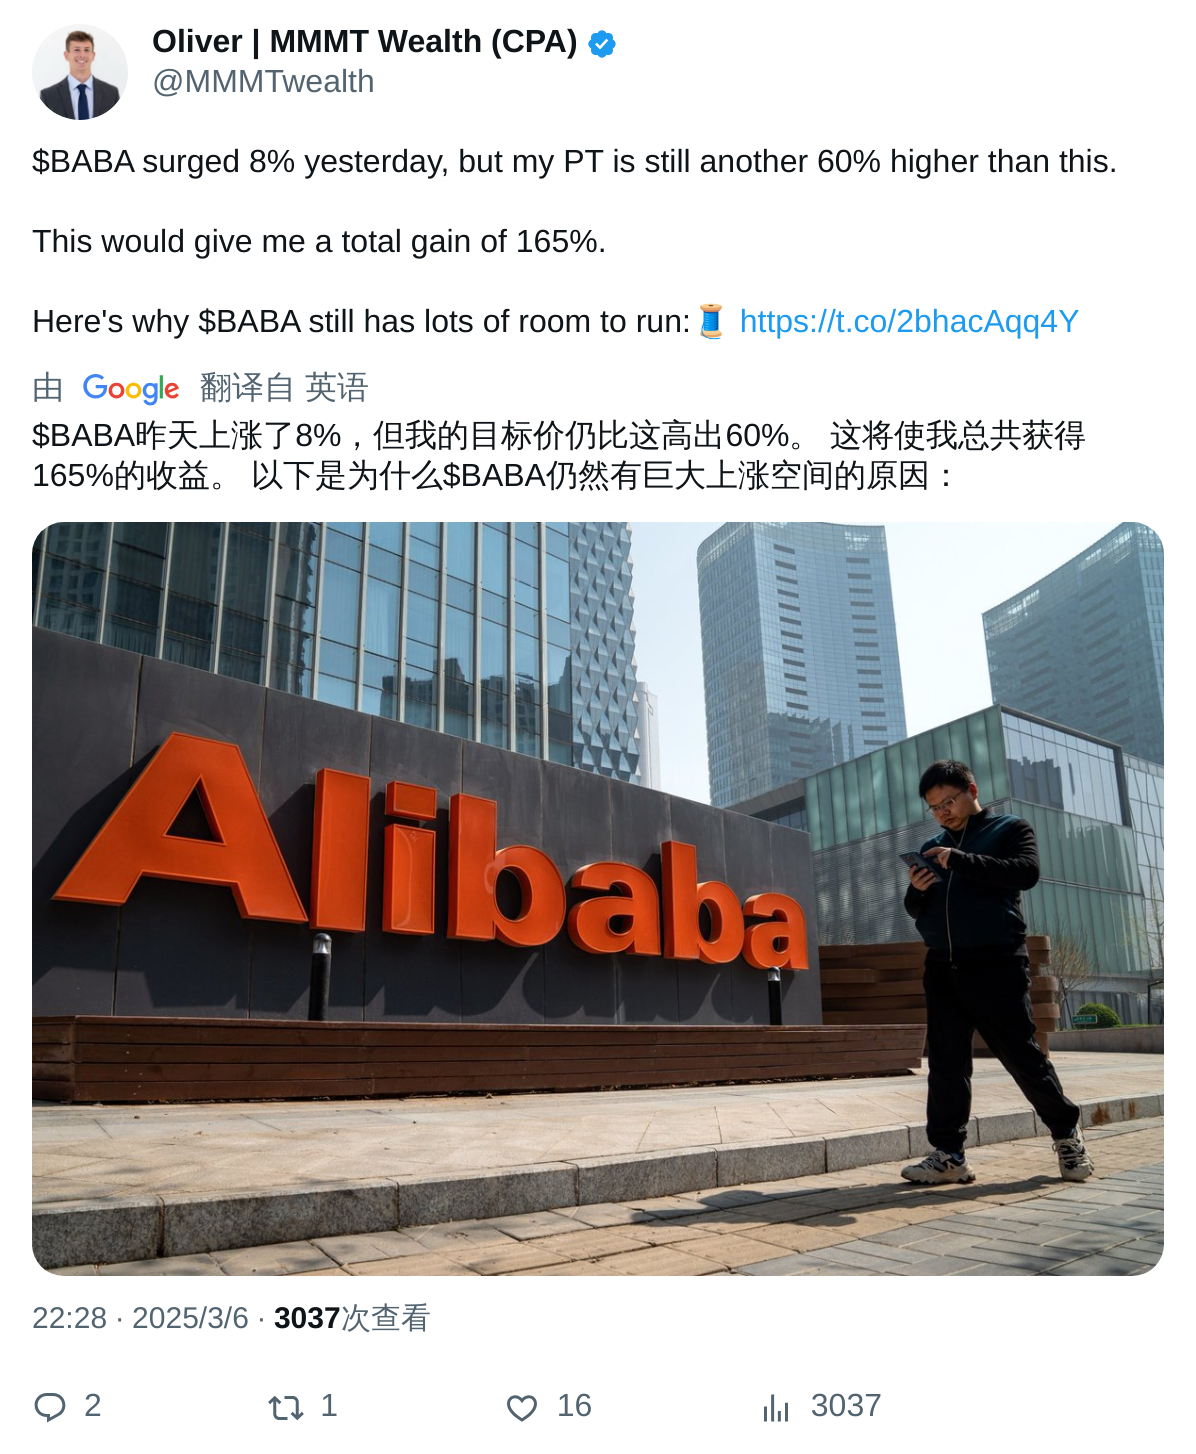 Oliver | MMMT Wealth (CPA)
@MMMTwealth
$BABA surged 8% yesterday, but my PT is still another 60% higher than this.
This would give me a total gain of 165%.
Here's why $BABA still has lots of room to run:🧵 https://t.co/2bhacAqq4Y
由 Google 翻译自 英语
$BABA昨天上涨了8%，但我的目标价仍比这高出60%。 这将使我总共获得
165%的收益。 以下是为什么$BABA仍然有巨大上涨空间的原因：
Alibaba
22:28 · 2025/3/6 · 3037次查看
2 1 16 3037